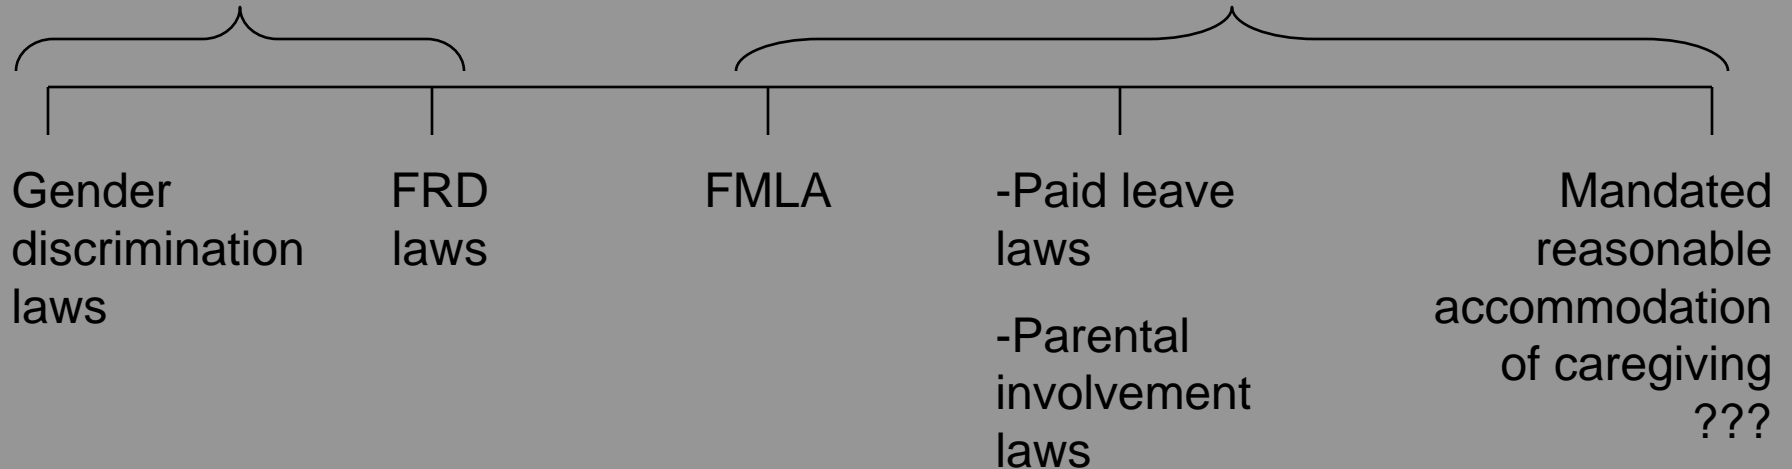 Gender
discrimination
laws
FRD
laws
FMLA
-Paid leave
laws
-Parental
involvement
laws
Mandated
reasonable
accommodation
of caregiving
???